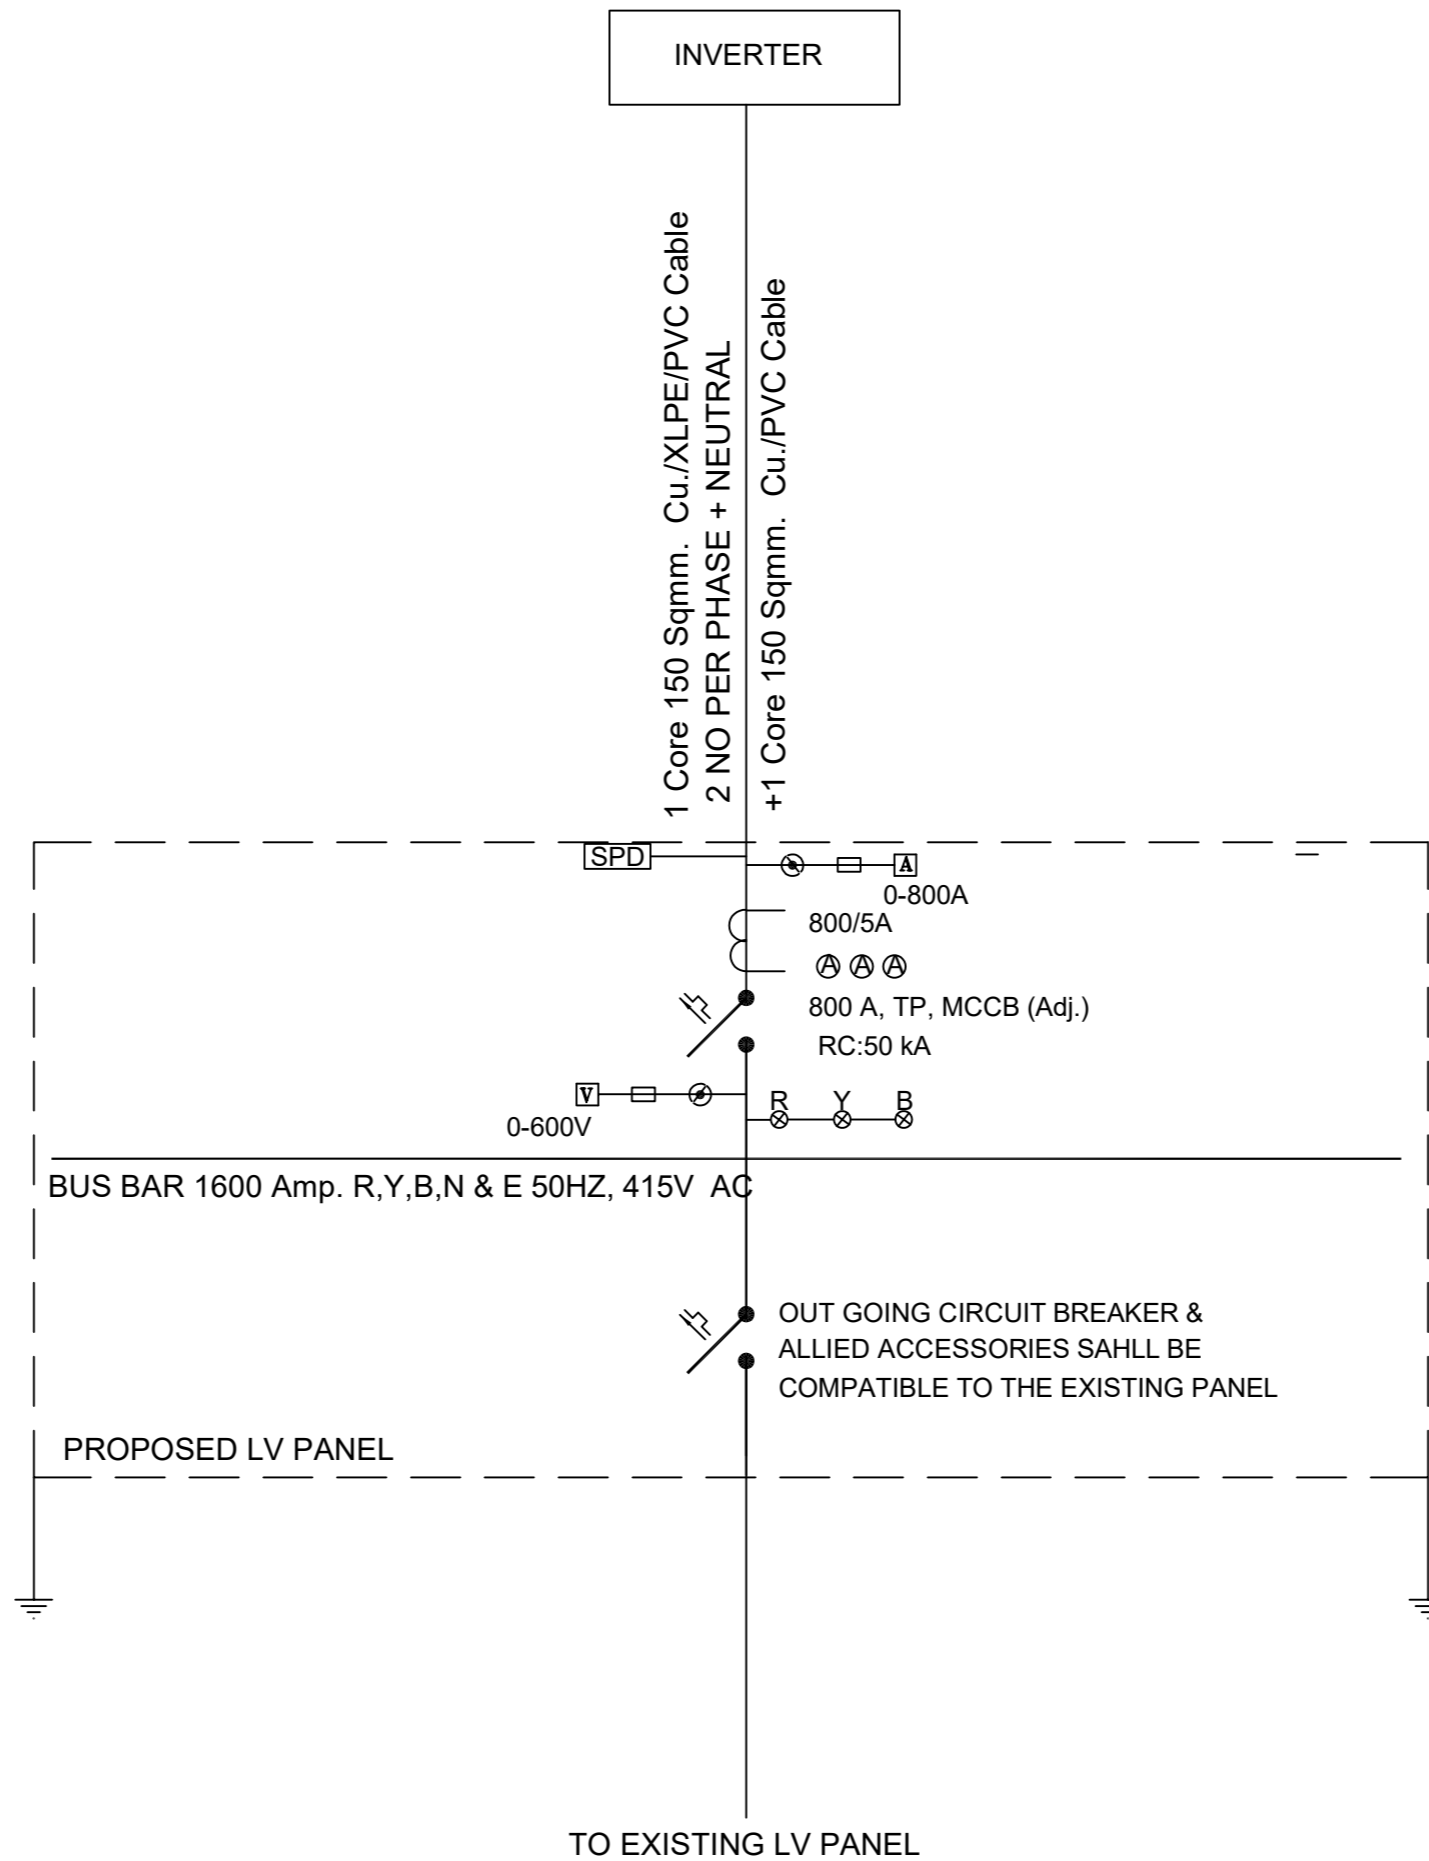 INVERTER
1 Core 150 Sqmm.  Cu./XLPE/PVC Cable
2 NO PER PHASE + NEUTRAL
+1 Core 150 Sqmm.  Cu./PVC Cable
SPD
A
0-800A
800/5A
A A A
800 A, TP, MCCB (Adj.)
RC:50 kA
V
0-600V
R Y B
BUS BAR 1600 Amp. R,Y,B,N & E 50HZ, 415V  AC
OUT GOING CIRCUIT BREAKER &
ALLIED ACCESSORIES SAHLL BE
COMPATIBLE TO THE EXISTING PANEL
PROPOSED LV PANEL
TO EXISTING LV PANEL